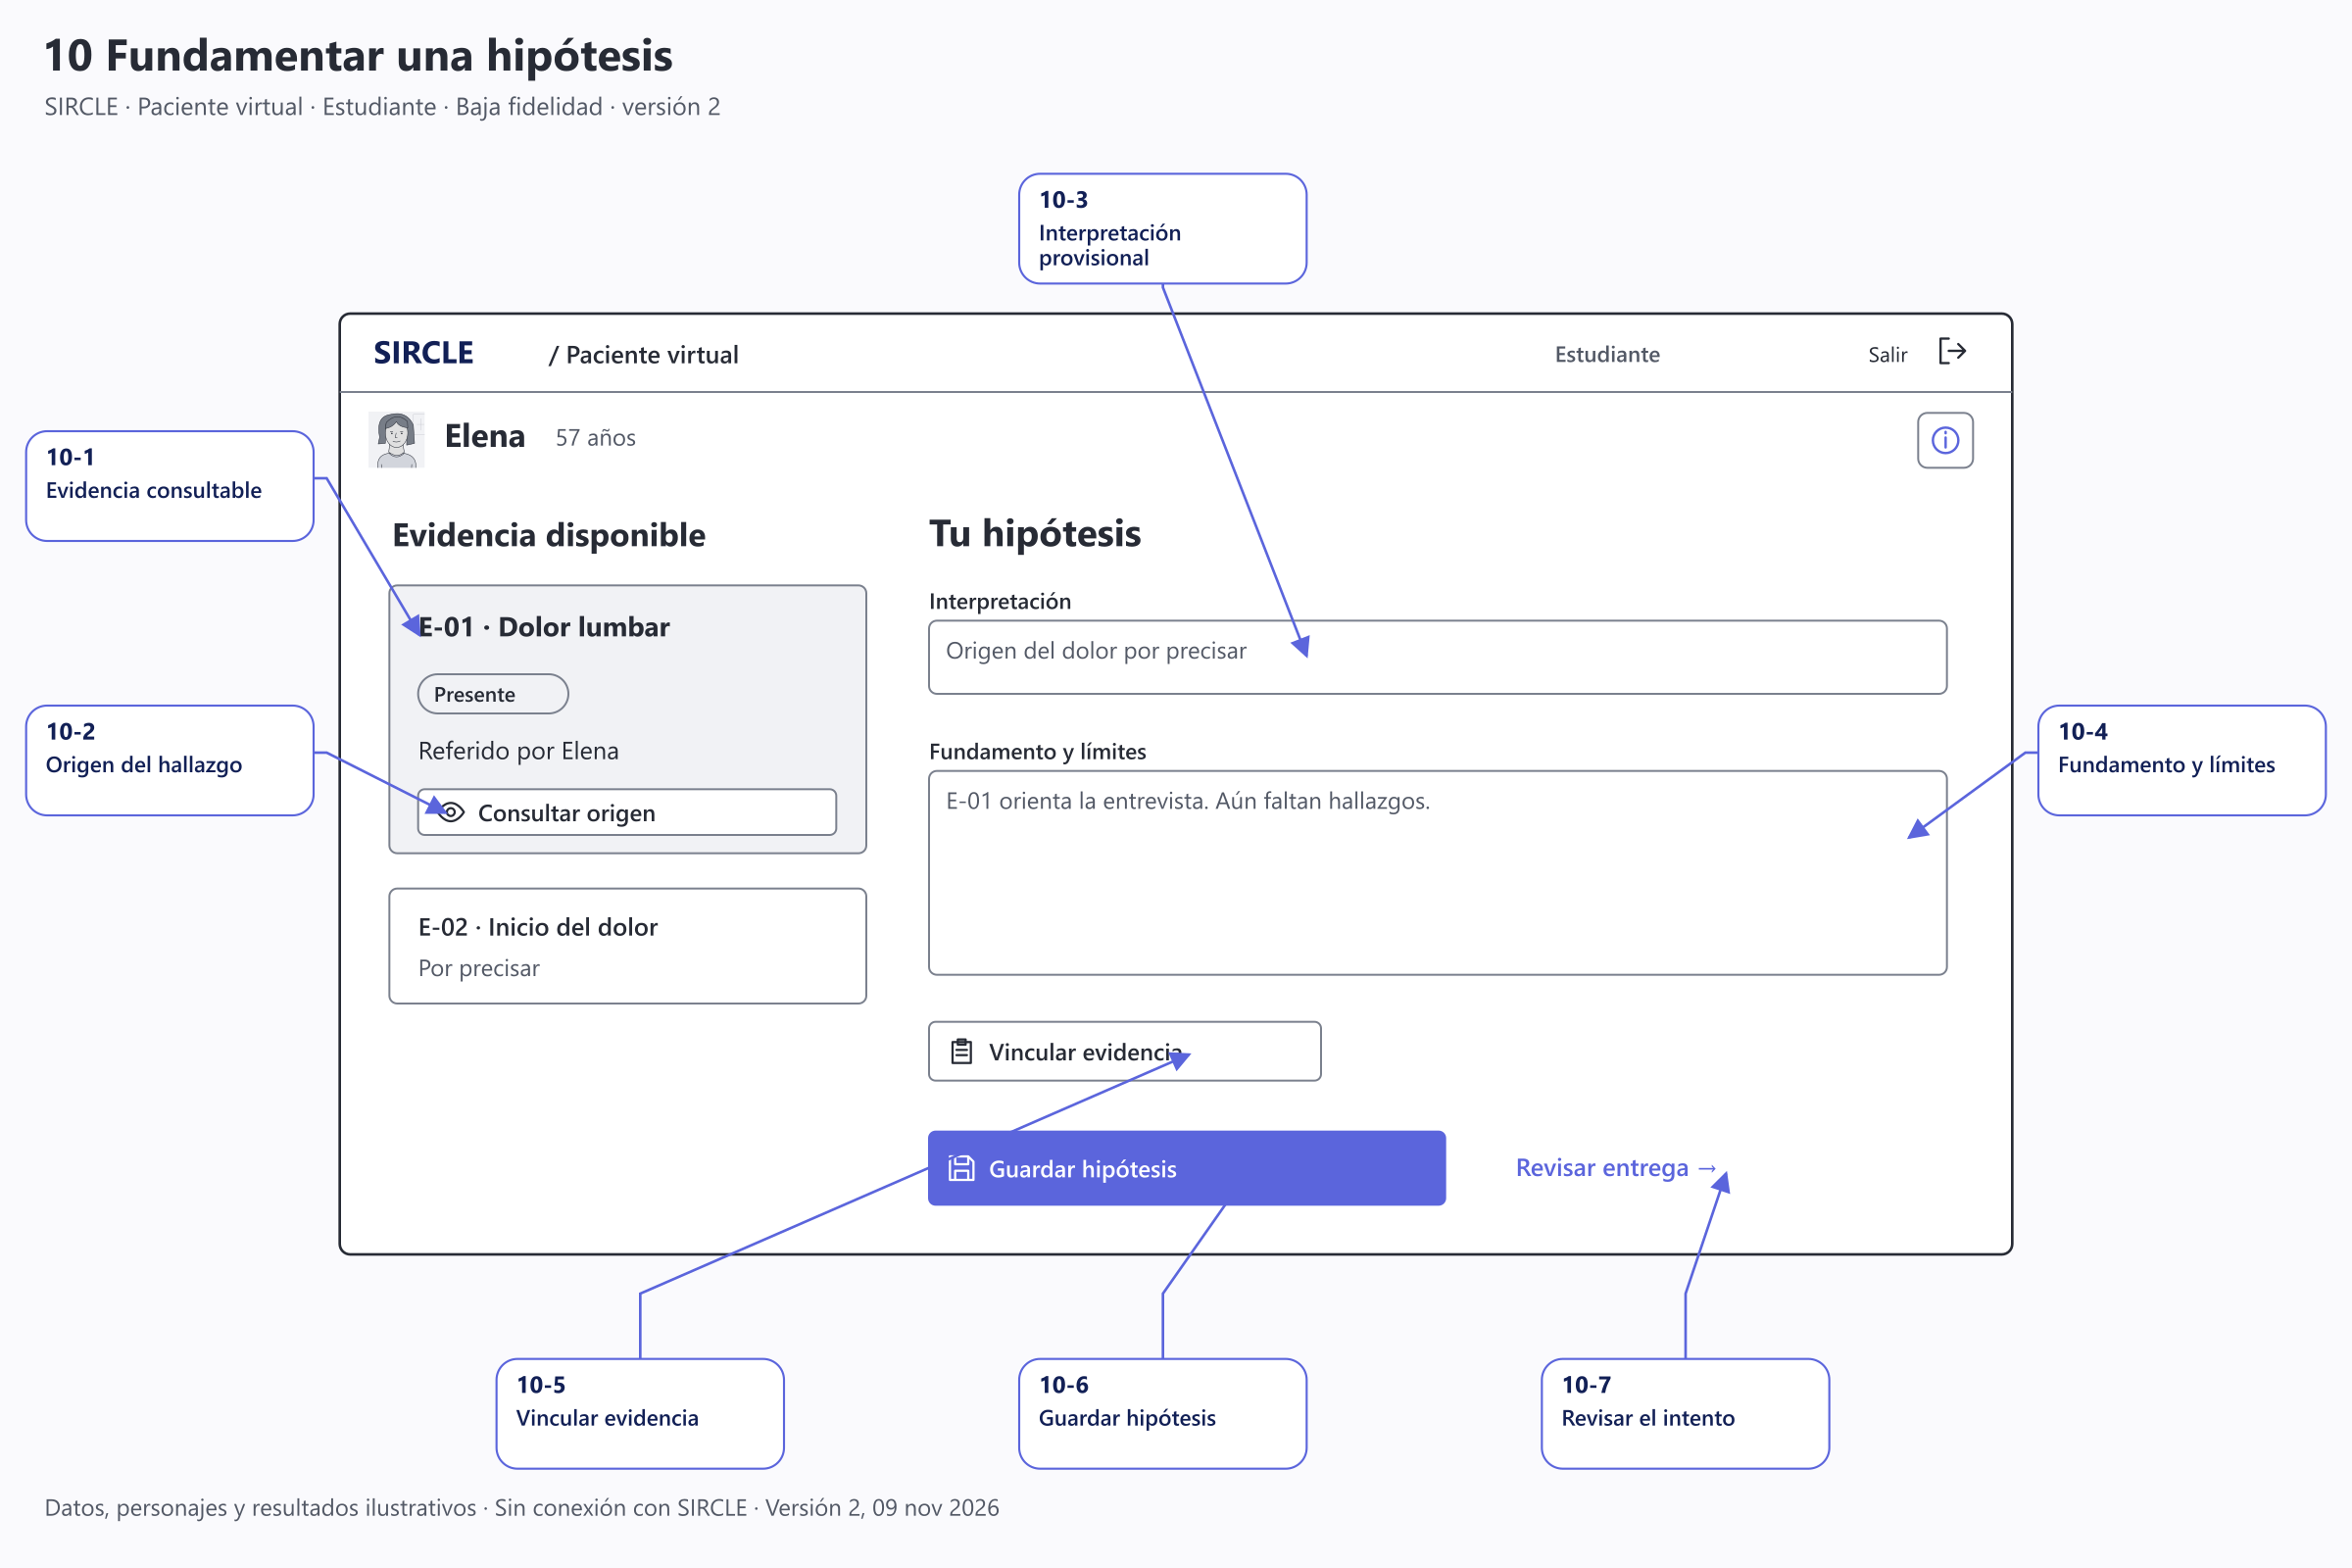 10 Fundamentar una hipótesis
SIRCLE · Paciente virtual · Estudiante · Baja fidelidad · versión 2
10-3
Interpretación
provisional
SIRCLE
/ Paciente virtual
Estudiante
Salir
Elena
57 años
10-1
Evidencia consultable
Evidencia disponible
E-01 · Dolor lumbar
Presente
Referido por Elena
Consultar origen
10-2
Origen del hallazgo
E-02 · Inicio del dolor
Por precisar
Tu hipótesis
Interpretación
Origen del dolor por precisar
Fundamento y límites
E-01 orienta la entrevista. Aún faltan hallazgos.
10-4
Fundamento y límites
Vincular evidencia
Guardar hipótesis
Revisar entrega →
10-5
Vincular evidencia
10-6
Guardar hipótesis
10-7
Revisar el intento
Datos, personajes y resultados ilustrativos · Sin conexión con SIRCLE · Versión 2, 09 nov 2026